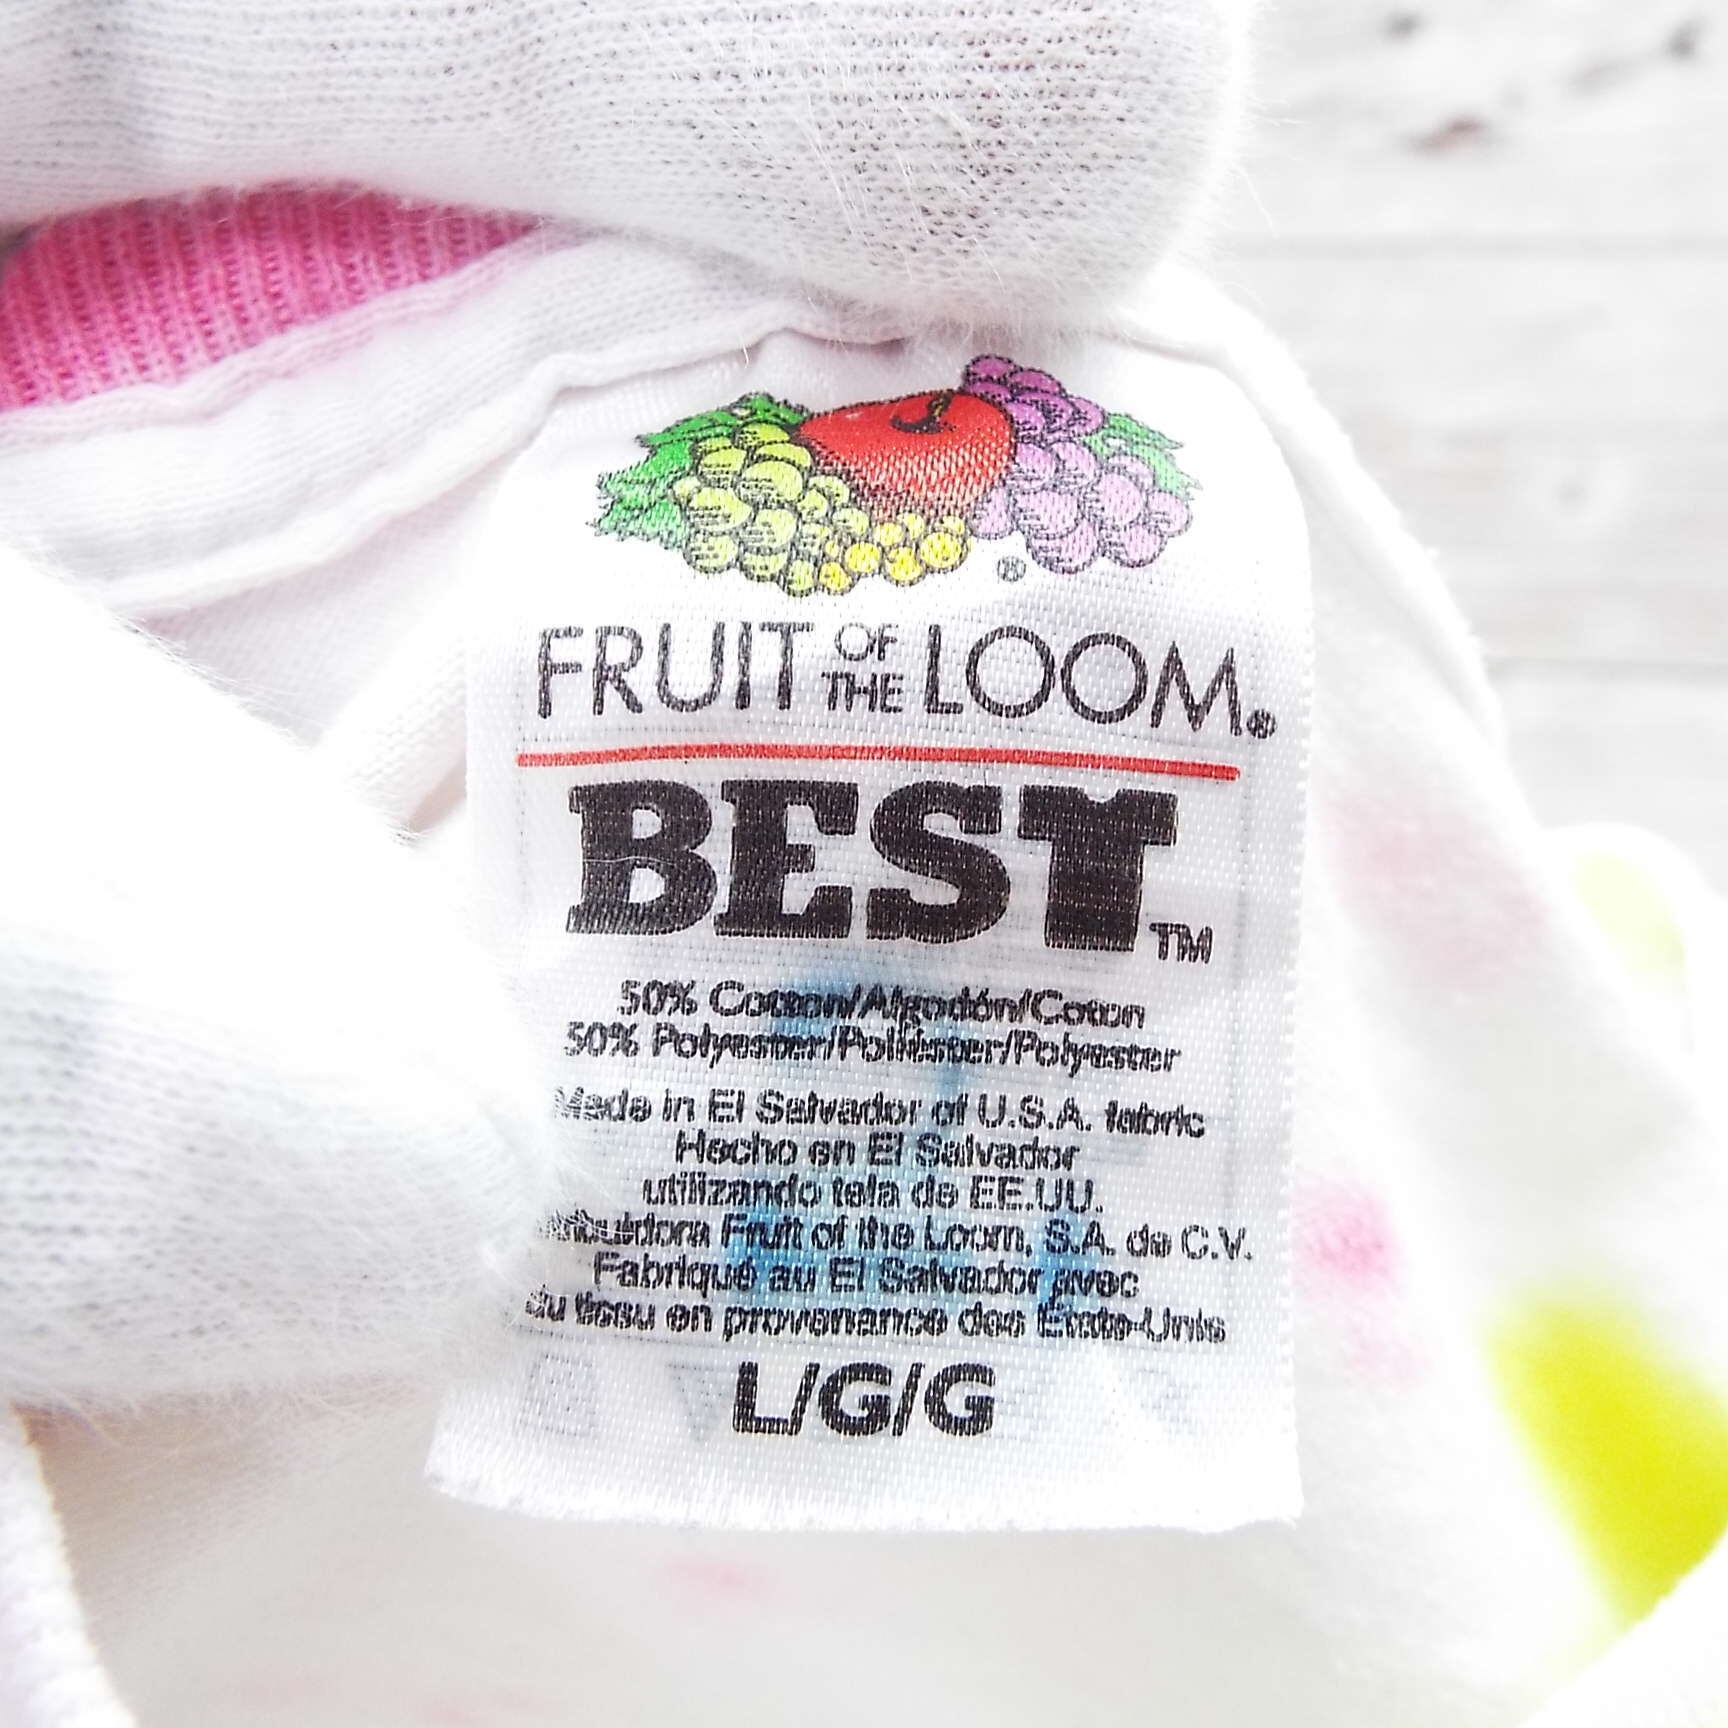 ®
FRUIT OF THE LOOM®
BEST™
50% Cotton/Algodón/Coton
50% Polyester/Poliéster/Polyester
Made in El Salvador of U.S.A. fabric
Hecho en El Salvador
utilizando tela de EE.UU.
Fruit of the Loom, S.A. de C.V.
Fabriqué au El Salvador avec
du tissu en provenance des États-Unis
L/G/G